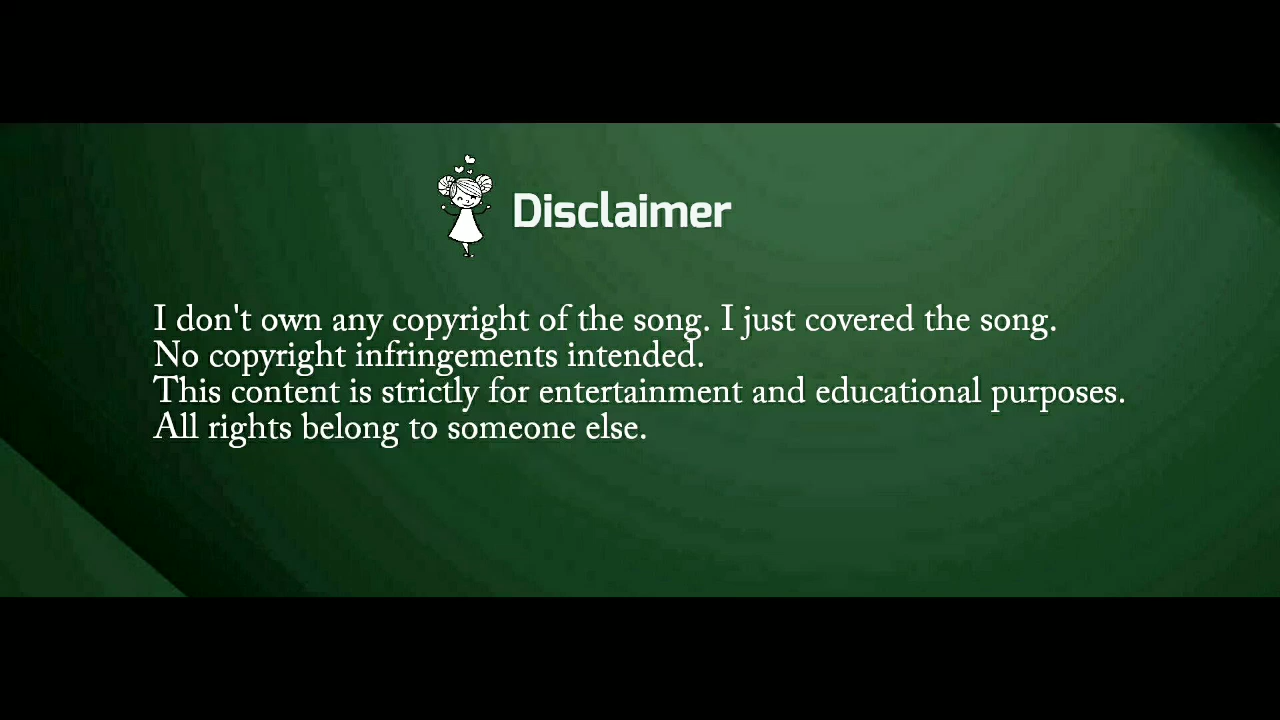 Disclaimer
I don't own any copyright of the song. I just covered the song.
No copyright infringements intended.
This content is strictly for entertainment and educational purposes.
All rights belong to someone else.